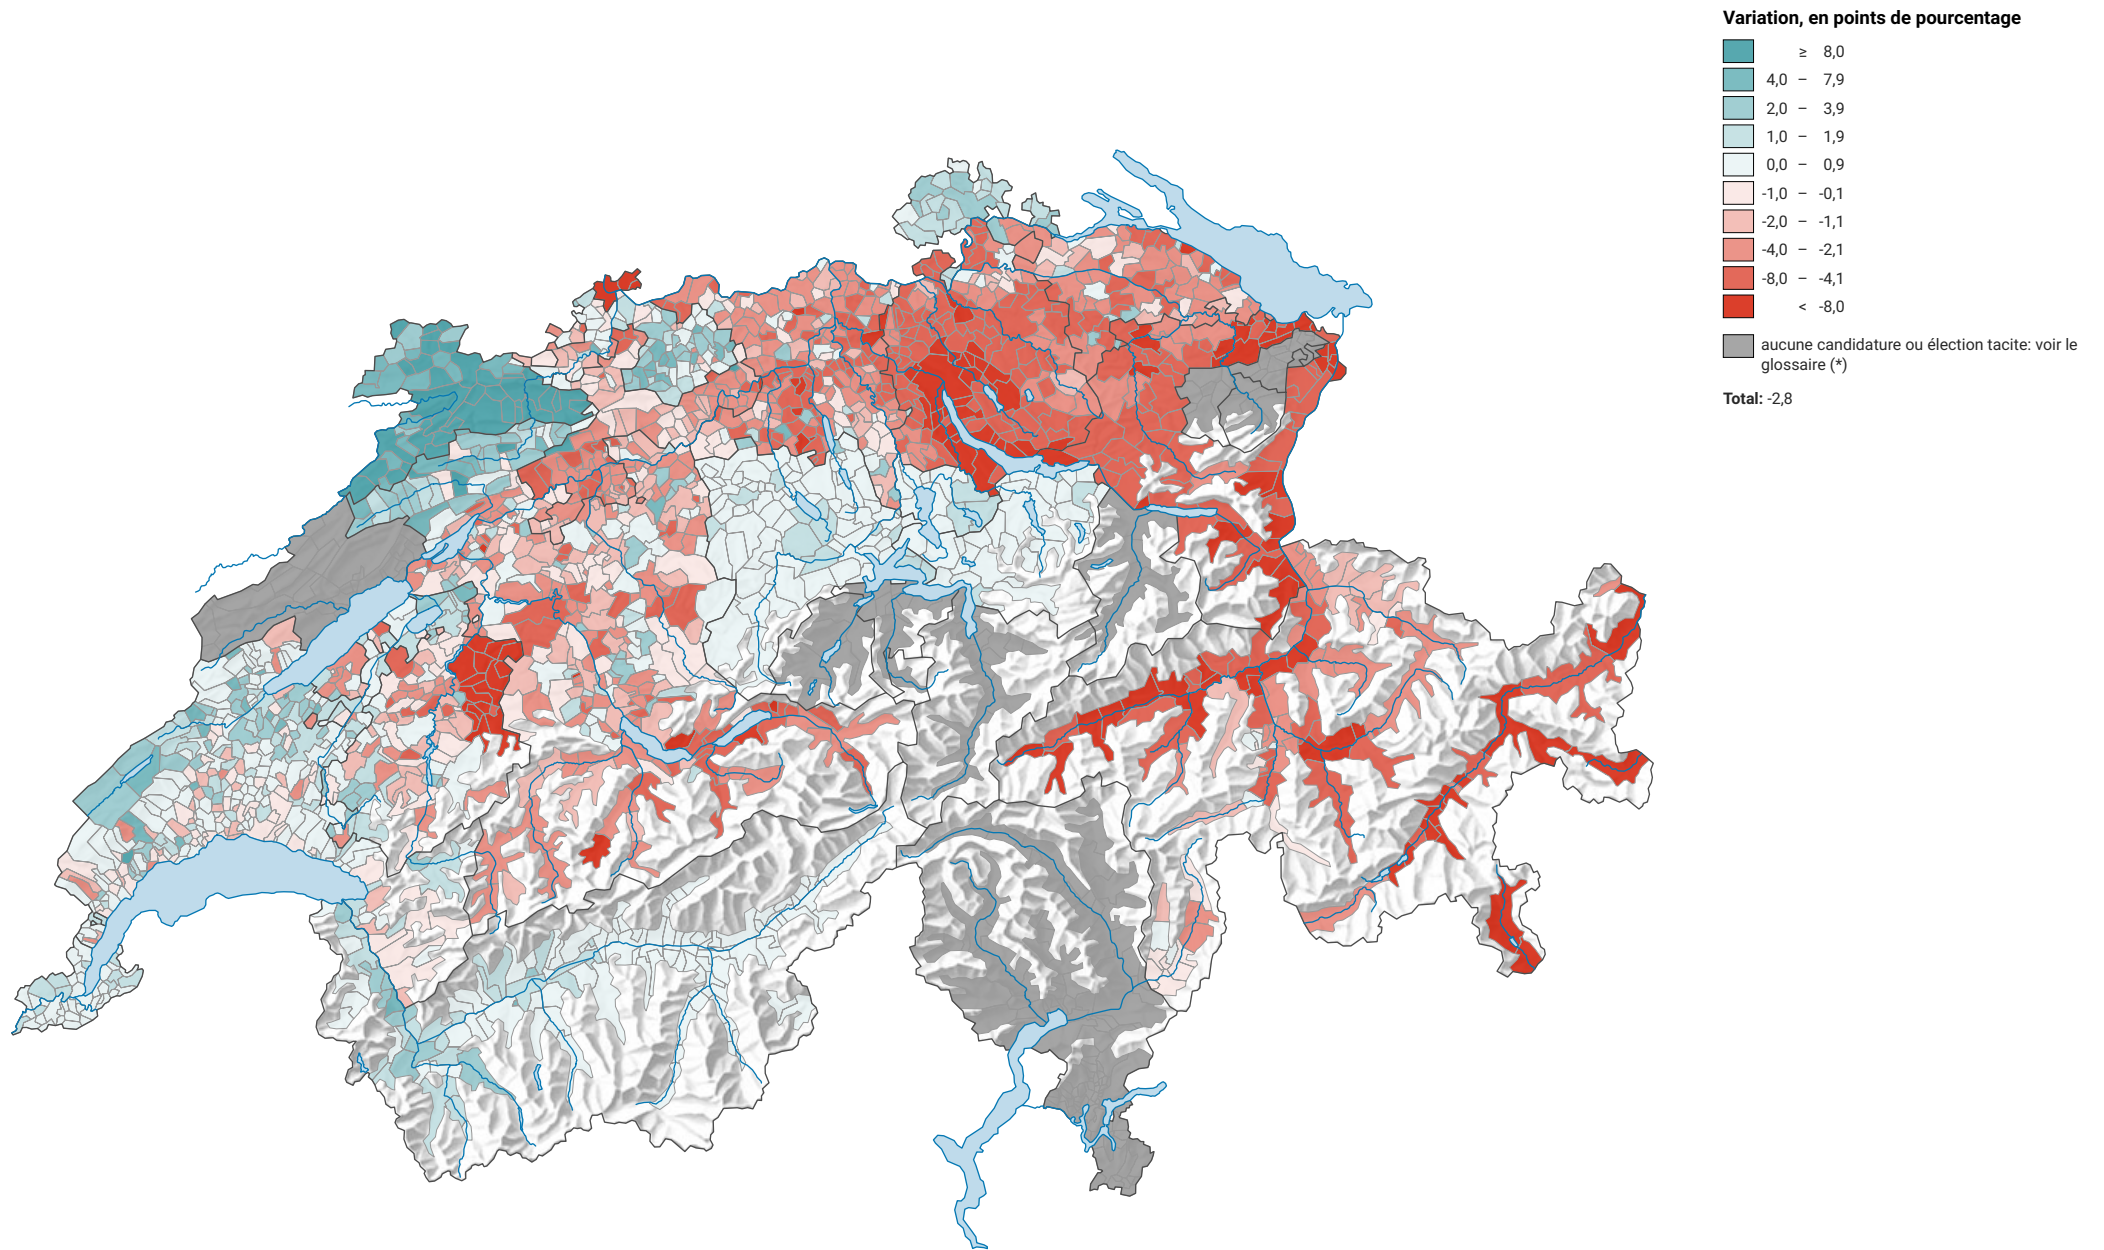 Variation, en points de pourcentage
≥ 8,0
4,0 – 7,9
2,0 – 3,9
1,0 – 1,9
0,0 – 0,9
-1,0 – -0,1
-2,0 – -1,1
-4,0 – -2,1
-8,0 – -4,1
< -8,0
aucune candidature ou élection tacite: voir le
glossaire (*)
Total: -2,8